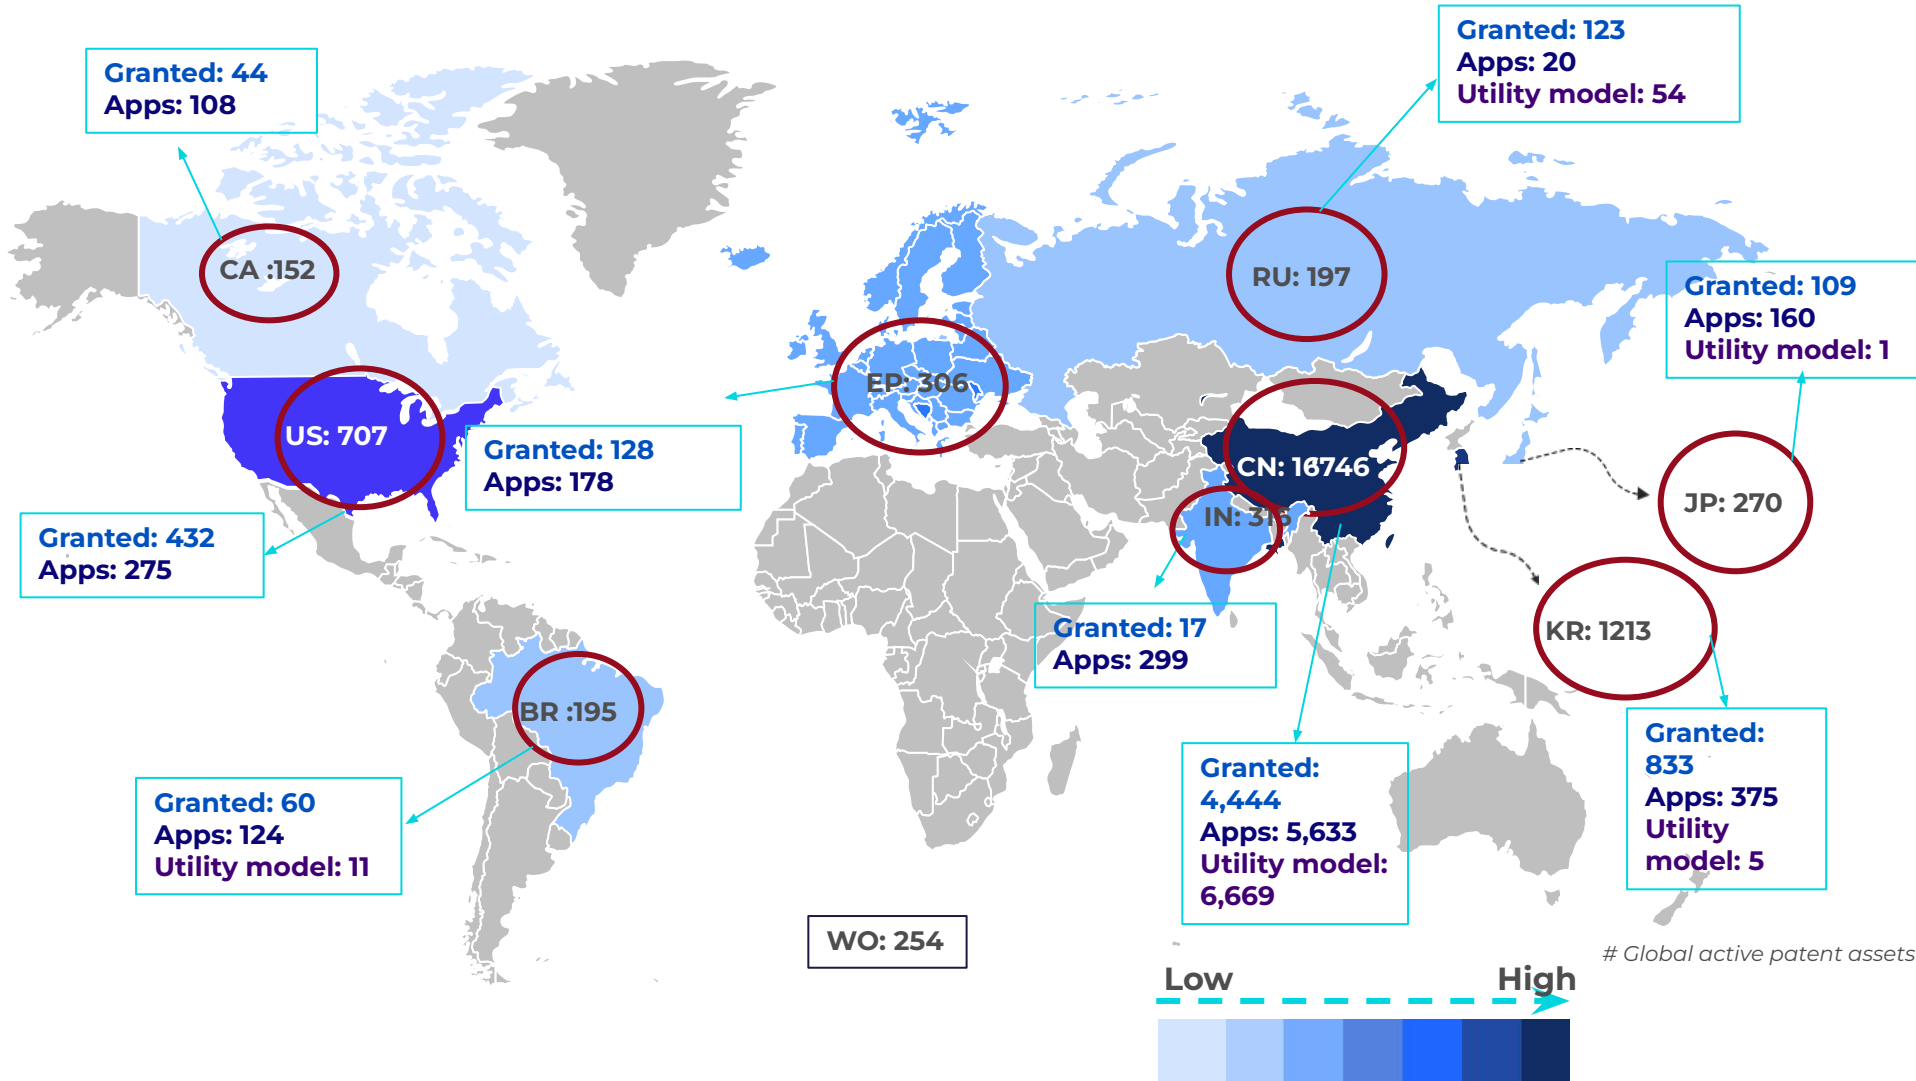 Granted: 44
Apps: 108
Granted: 123
Apps: 20
Utility model: 54
CA :152
RU: 197
Granted: 109
Apps: 160
Utility model: 1
EP: 306
US: 707
Granted: 128
Apps: 178
CN: 16746
JP: 270
IN: 316
Granted: 432
Apps: 275
Granted: 17
Apps: 299
KR: 1213
BR :195
Granted: 60
Apps: 124
Utility model: 11
Granted:
4,444
Apps: 5,633
Utility model:
6,669
Granted:
833
Apps: 375
Utility
model: 5
WO: 254
# Global active patent assets
Low
High